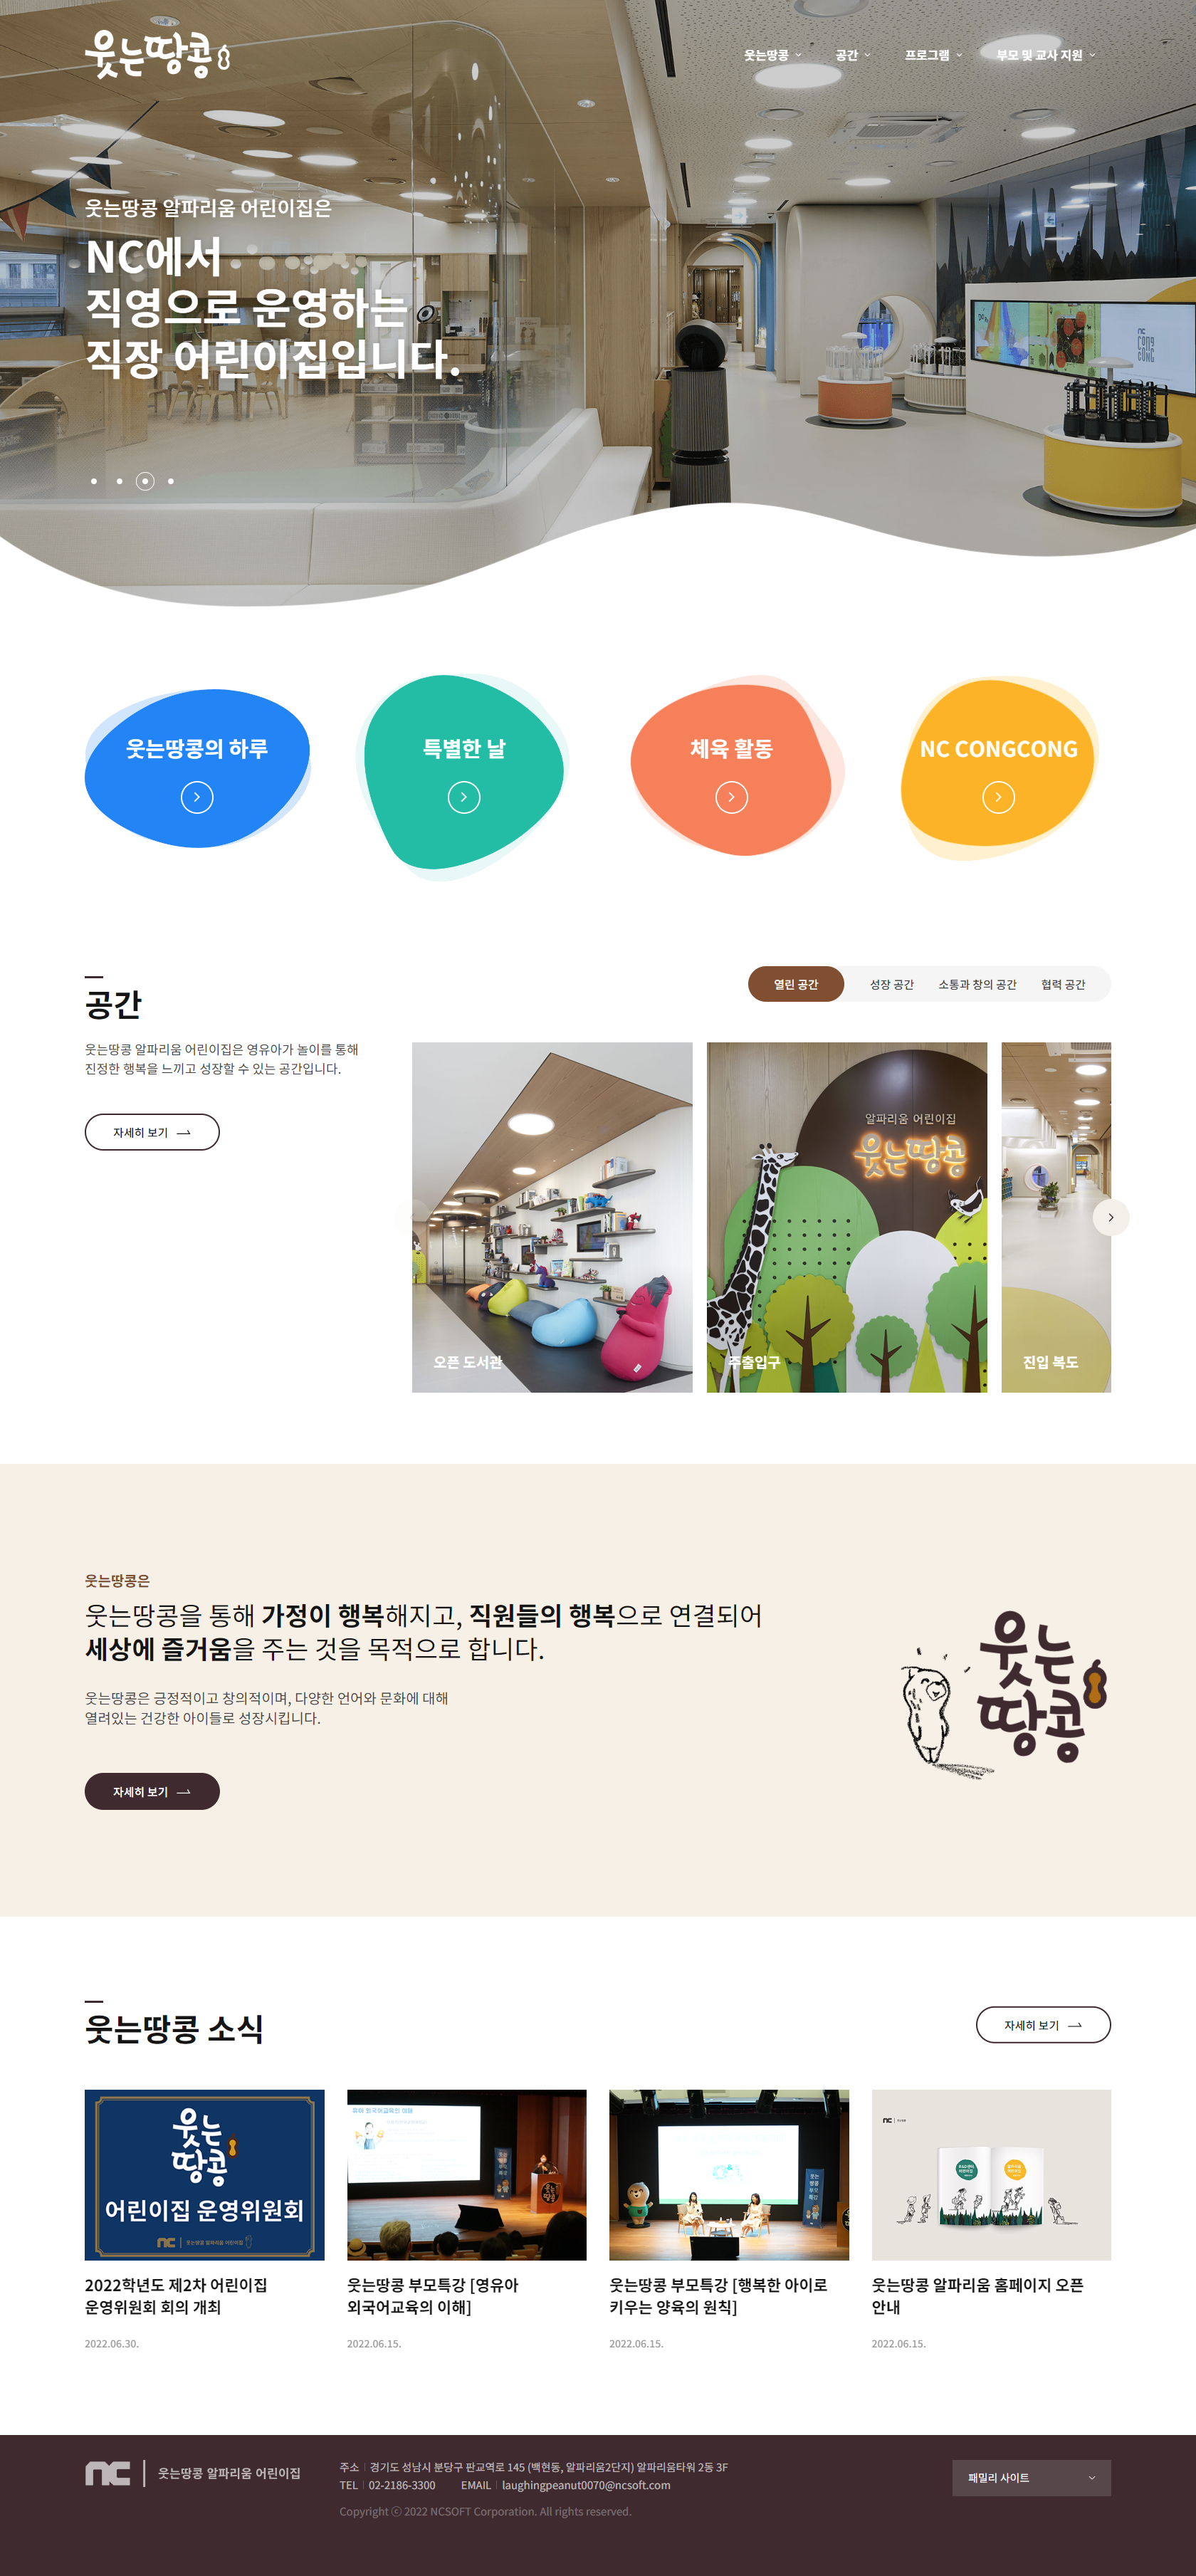 웃는땅콩
웃는땅콩
공간
프로그램
부모 및 교사 지원
웃는땅콩 알파리움 어린이집은
NC에서
직영으로 운영하는
직장 어린이집입니다.
웃는땅콩의 하루
특별한 날
체육 활동
NC CONGCONG
공간
열린 공간
성장 공간
소통과 창의 공간
협력 공간
웃는땅콩 알파리움 어린이집은 영유아가 놀이를 통해
진정한 행복을 느끼고 성장할 수 있는 공간입니다.
자세히 보기
알파리움 어린이집
웃는땅콩
오픈 도서관
주출입구
진입 복도
웃는땅콩은
웃는땅콩을 통해 가정이 행복해지고, 직원들의 행복으로 연결되어
세상에 즐거움을 주는 것을 목적으로 합니다.
웃는땅콩은 긍정적이고 창의적이며, 다양한 언어와 문화에 대해
열려있는 건강한 아이들로 성장시킵니다.
자세히 보기
웃는
땅콩
웃는땅콩 소식
자세히 보기
웃는
땅콩
어린이집 운영위원회
nc
웃는땅콩 알파리움 어린이집
2022학년도 제2차 어린이집
운영위원회 회의 개최
2022.06.30.
웃는땅콩 부모특강 [영유아
외국어교육의 이해]
2022.06.15.
웃는땅콩 부모특강 [행복한 아이로
키우는 양육의 원칙]
2022.06.15.
웃는땅콩 알파리움 홈페이지 오픈
안내
2022.06.15.
nc
웃는땅콩 알파리움 어린이집
주소 경기도 성남시 분당구 판교역로 145 (백현동, 알파리움2단지) 알파리움타워 2동 3F
TEL 02-2186-3300 EMAIL laughingpeanut0070@ncsoft.com
Copyright ⓒ 2022 NCSOFT Corporation. All rights reserved.
패밀리 사이트